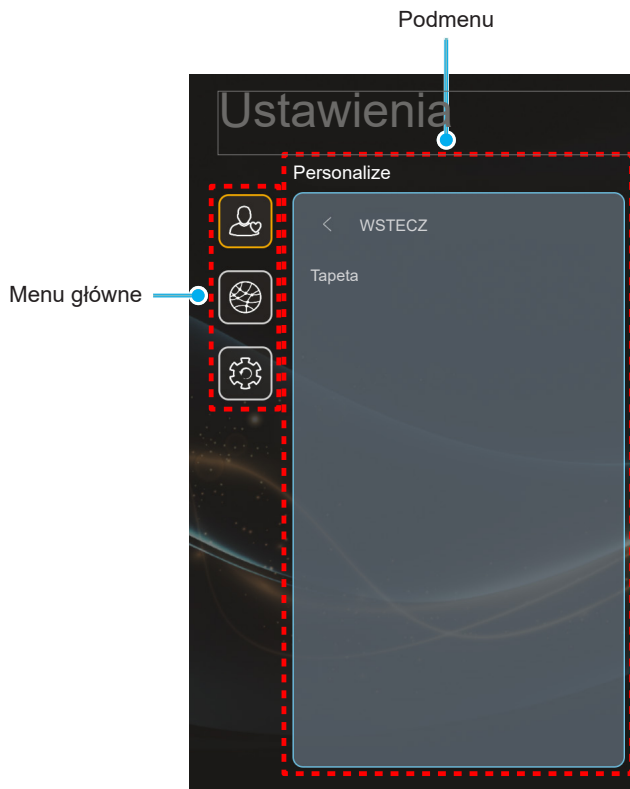 Podmenu
Ustawienia
Personalize
WSTECZ
Tapeta
Menu główne